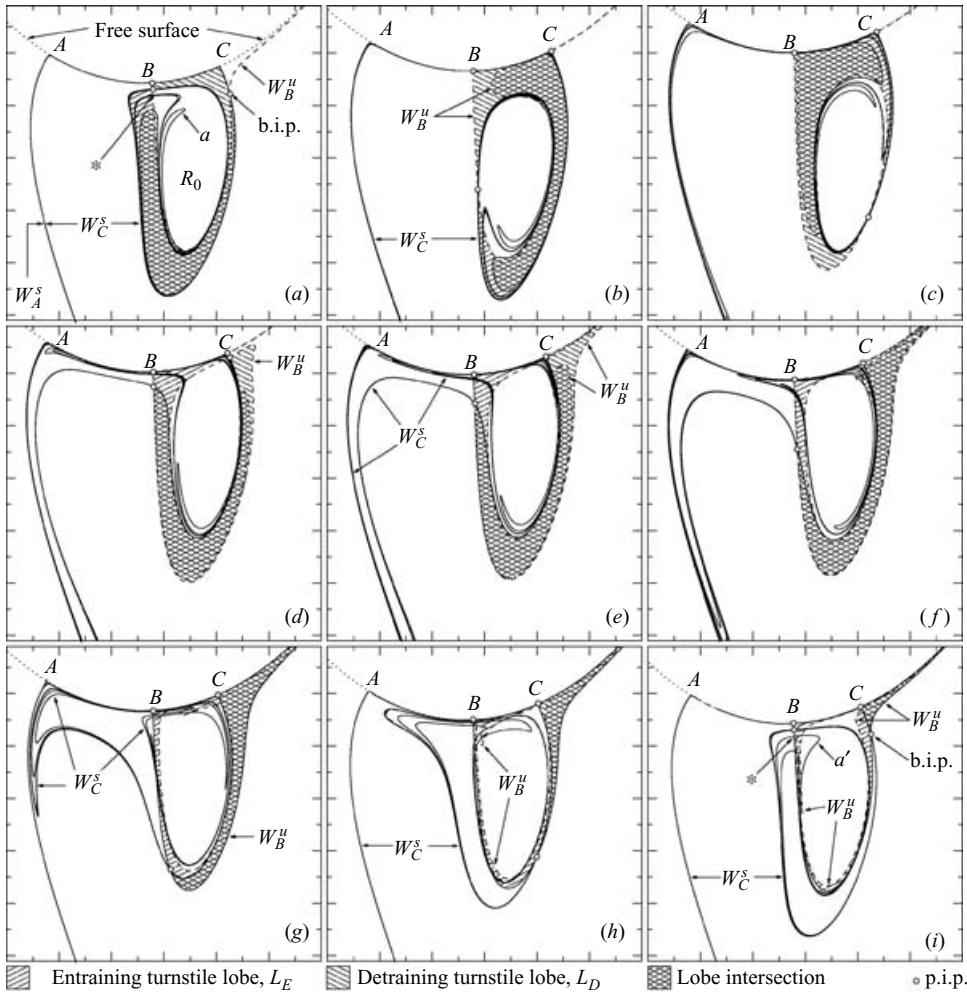 A Free surface C B W_B^u b.i.p. * a R_0 W_C^s W_A^s (a)
B C W_B^u W_C^s (b)
A B C (c)
A B C W_B^u (d)
A B C W_B^u W_C^s (e)
A B C (f)
A B C W_C^s W_B^u (g)
A B C W_B^u W_C^s (h)
A B C W_B^u b.i.p. * a′ W_B^u W_C^s (i)
Entraining turnstile lobe, L_E Detraining turnstile lobe, L_D Lobe intersection p.i.p.